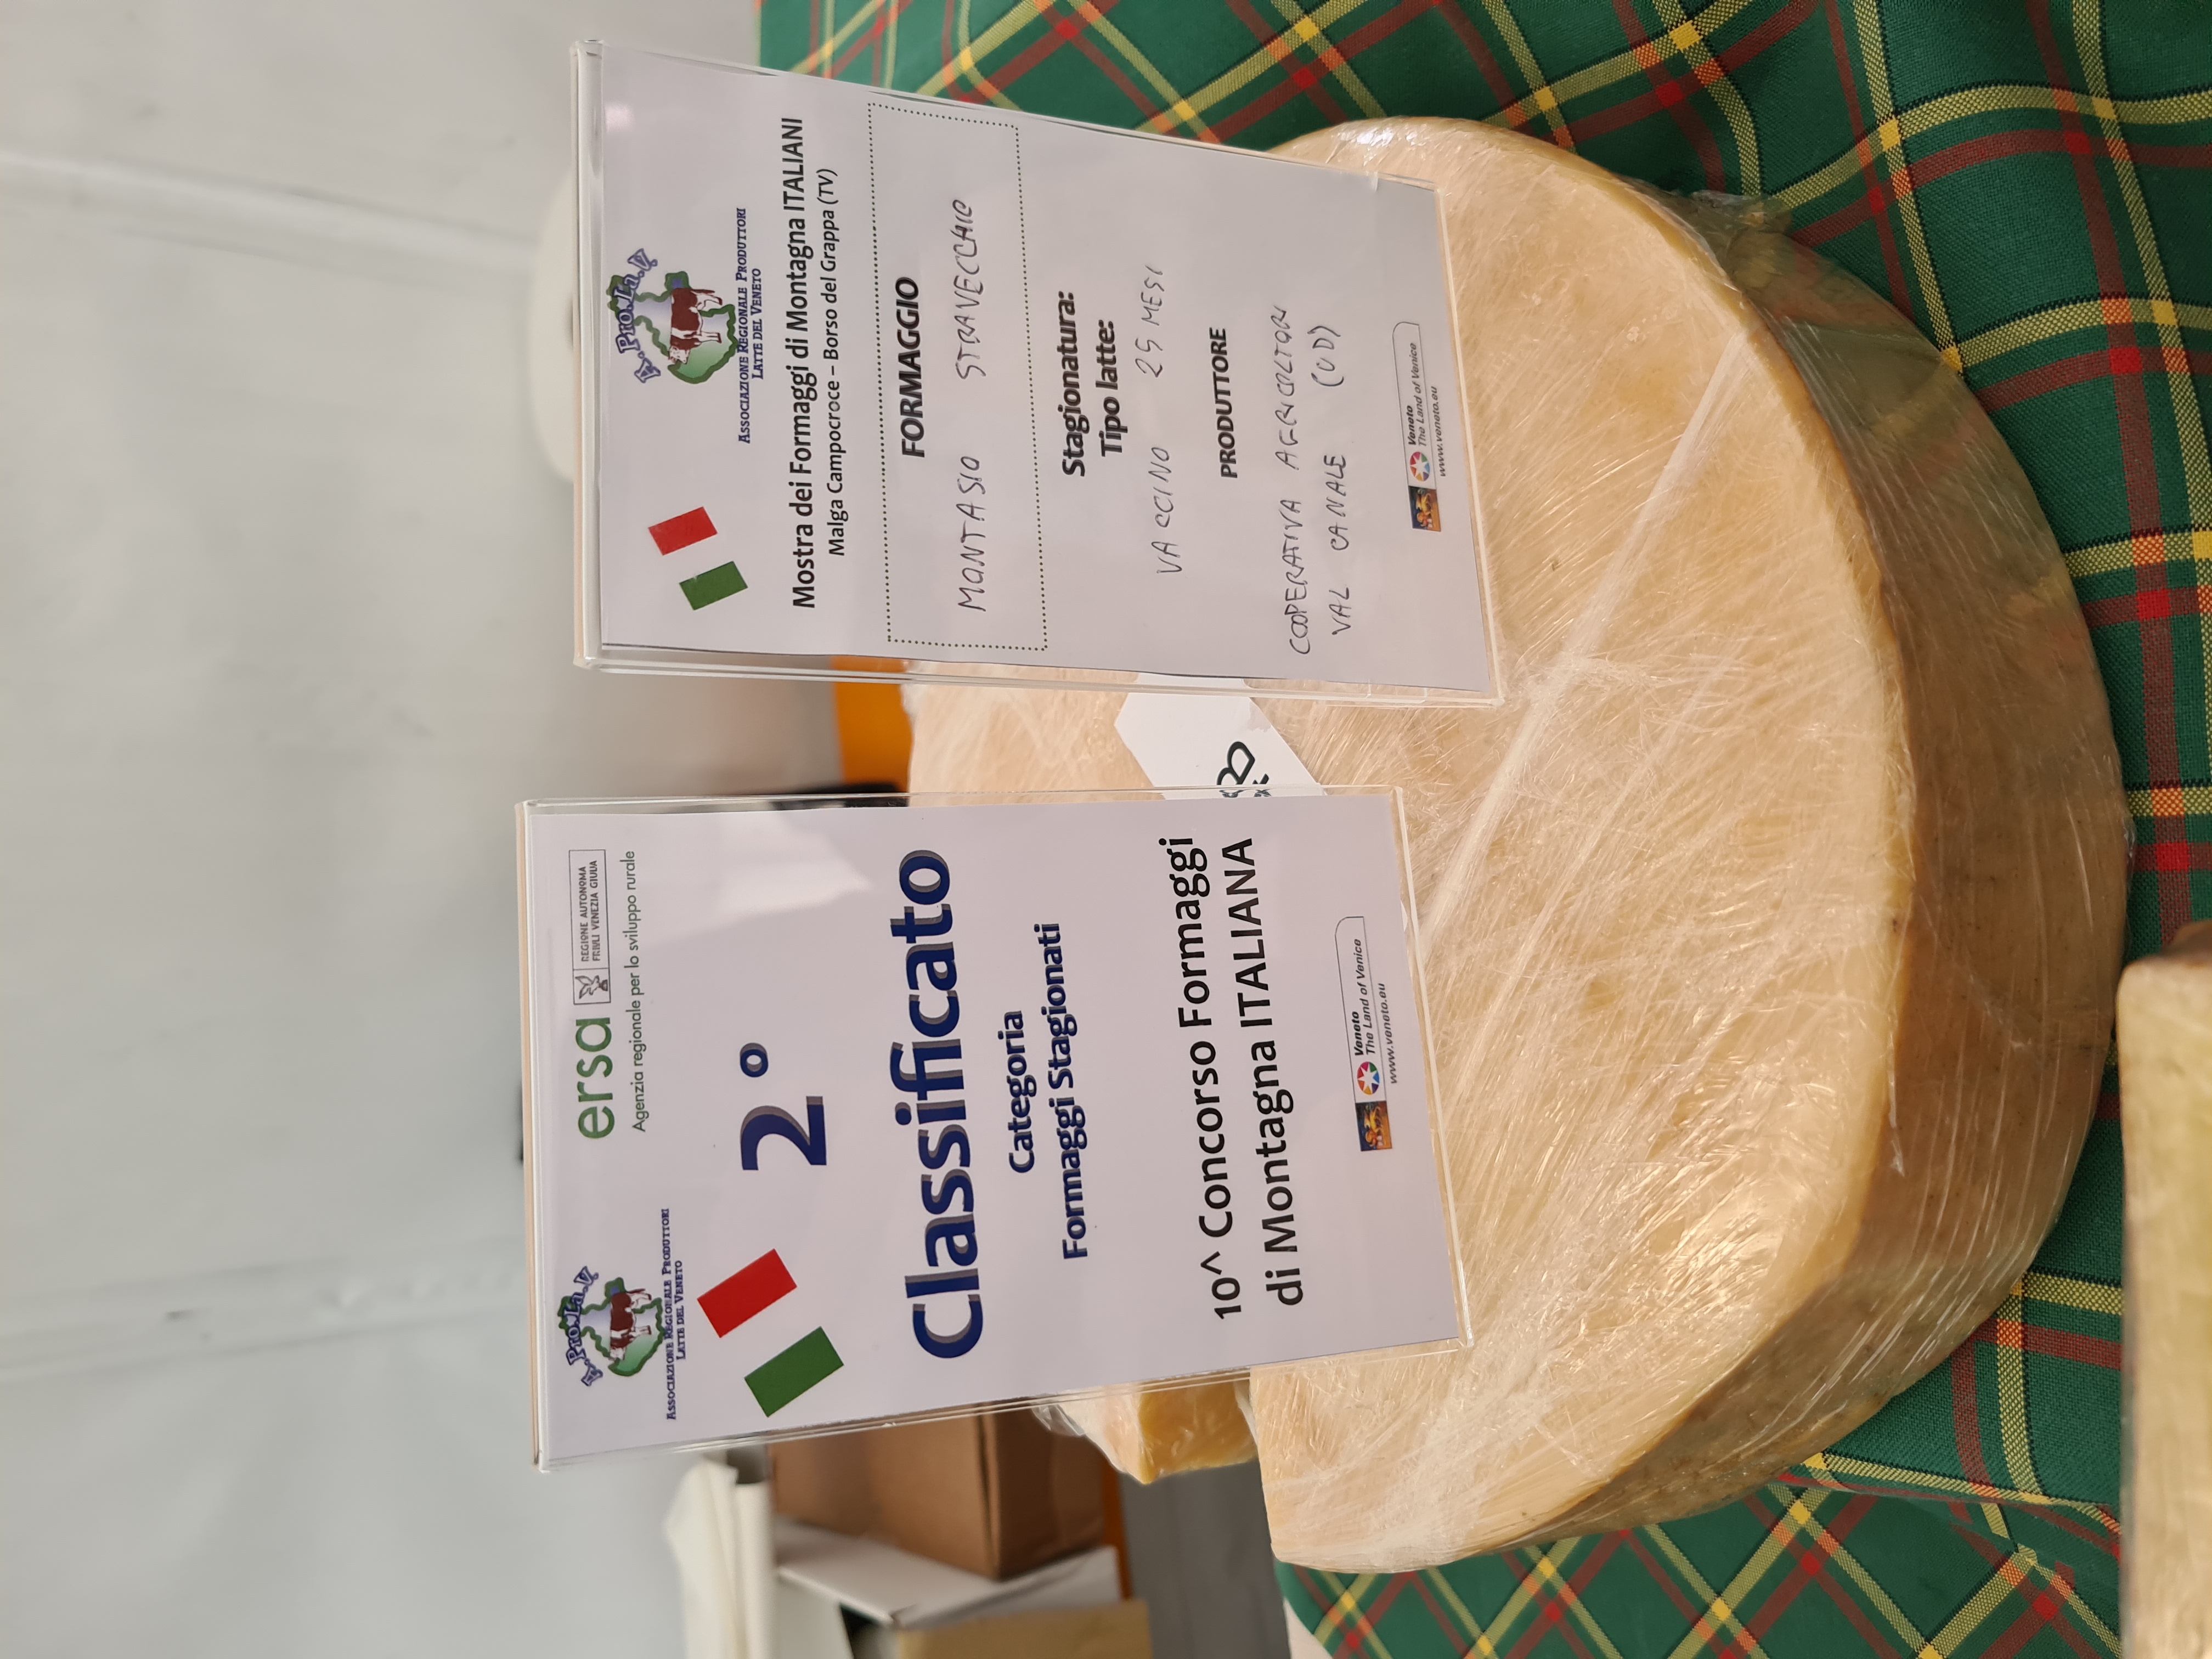 A.Pro.La.V
ASSOCIAZIONE REGIONALE PRODUTTORI
LATTE DEL VENETO
ersa
REGIONE AUTONOMA
FRIULI VENEZIA GIULIA
Agenzia regionale per lo sviluppo rurale
2°
Classificato
Categoria
Formaggi Stagionati
10^ Concorso Formaggi
di Montagna ITALIANA
Veneto
The Land of Venice
www.veneto.eu
A.Pro.La.V
ASSOCIAZIONE REGIONALE PRODUTTORI
LATTE DEL VENETO
Mostra dei Formaggi di Montagna ITALIANI
Malga Campocroce – Borso del Grappa (TV)
FORMAGGIO
MONTASIO STRAVECCHIO
Stagionatura:
Tipo latte:
VACCINO 25 MESI
PRODUTTORE
COOPERATIVA AGRICOLTORI
VAL CANALE (UD)
Veneto
The Land of Venice
www.veneto.eu